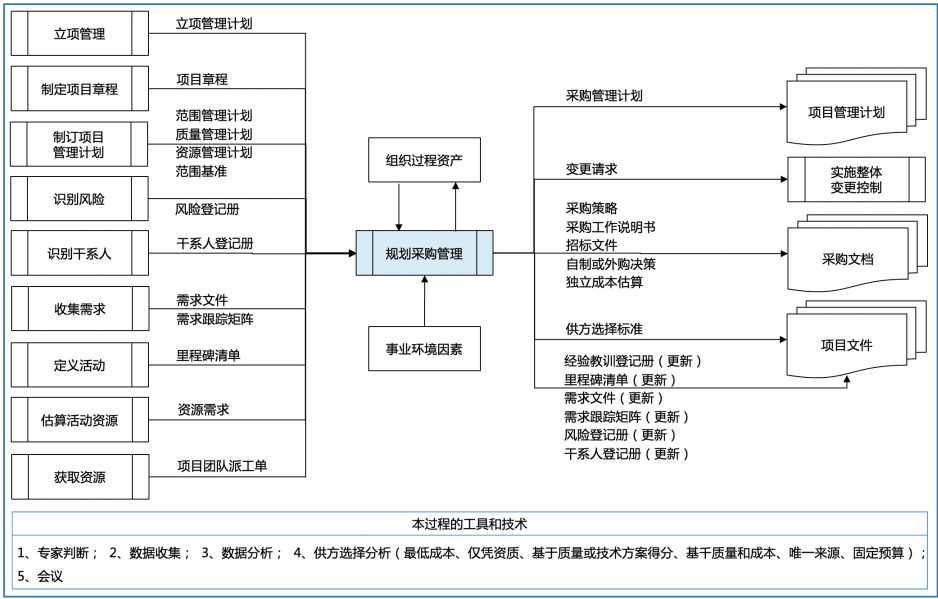 立项管理
立项管理计划
制定项目章程
项目章程
制订项目
管理计划
范围管理计划
质量管理计划
资源管理计划
范围基准
识别风险
风险登记册
识别干系人
干系人登记册
收集需求
需求文件
需求跟踪矩阵
定义活动
里程碑清单
估算活动资源
资源需求
获取资源
项目团队派工单
组织过程资产
规划采购管理
事业环境因素
采购管理计划
项目管理计划
变更请求
实施整体
变更控制
采购策略
采购工作说明书
招标文件
自制或外购决策
独立成本估算
采购文档
供方选择标准
项目文件
经验教训登记册（更新）
里程碑清单（更新）
需求文件（更新）
需求跟踪矩阵（更新）
风险登记册（更新）
干系人登记册（更新）
本过程的工具和技术
1、专家判断； 2、数据收集； 3、数据分析； 4、供方选择分析（最低成本、仅凭资质、基于质量或技术方案得分、基干质量和成本、唯一来源、固定预算）；
5、会议